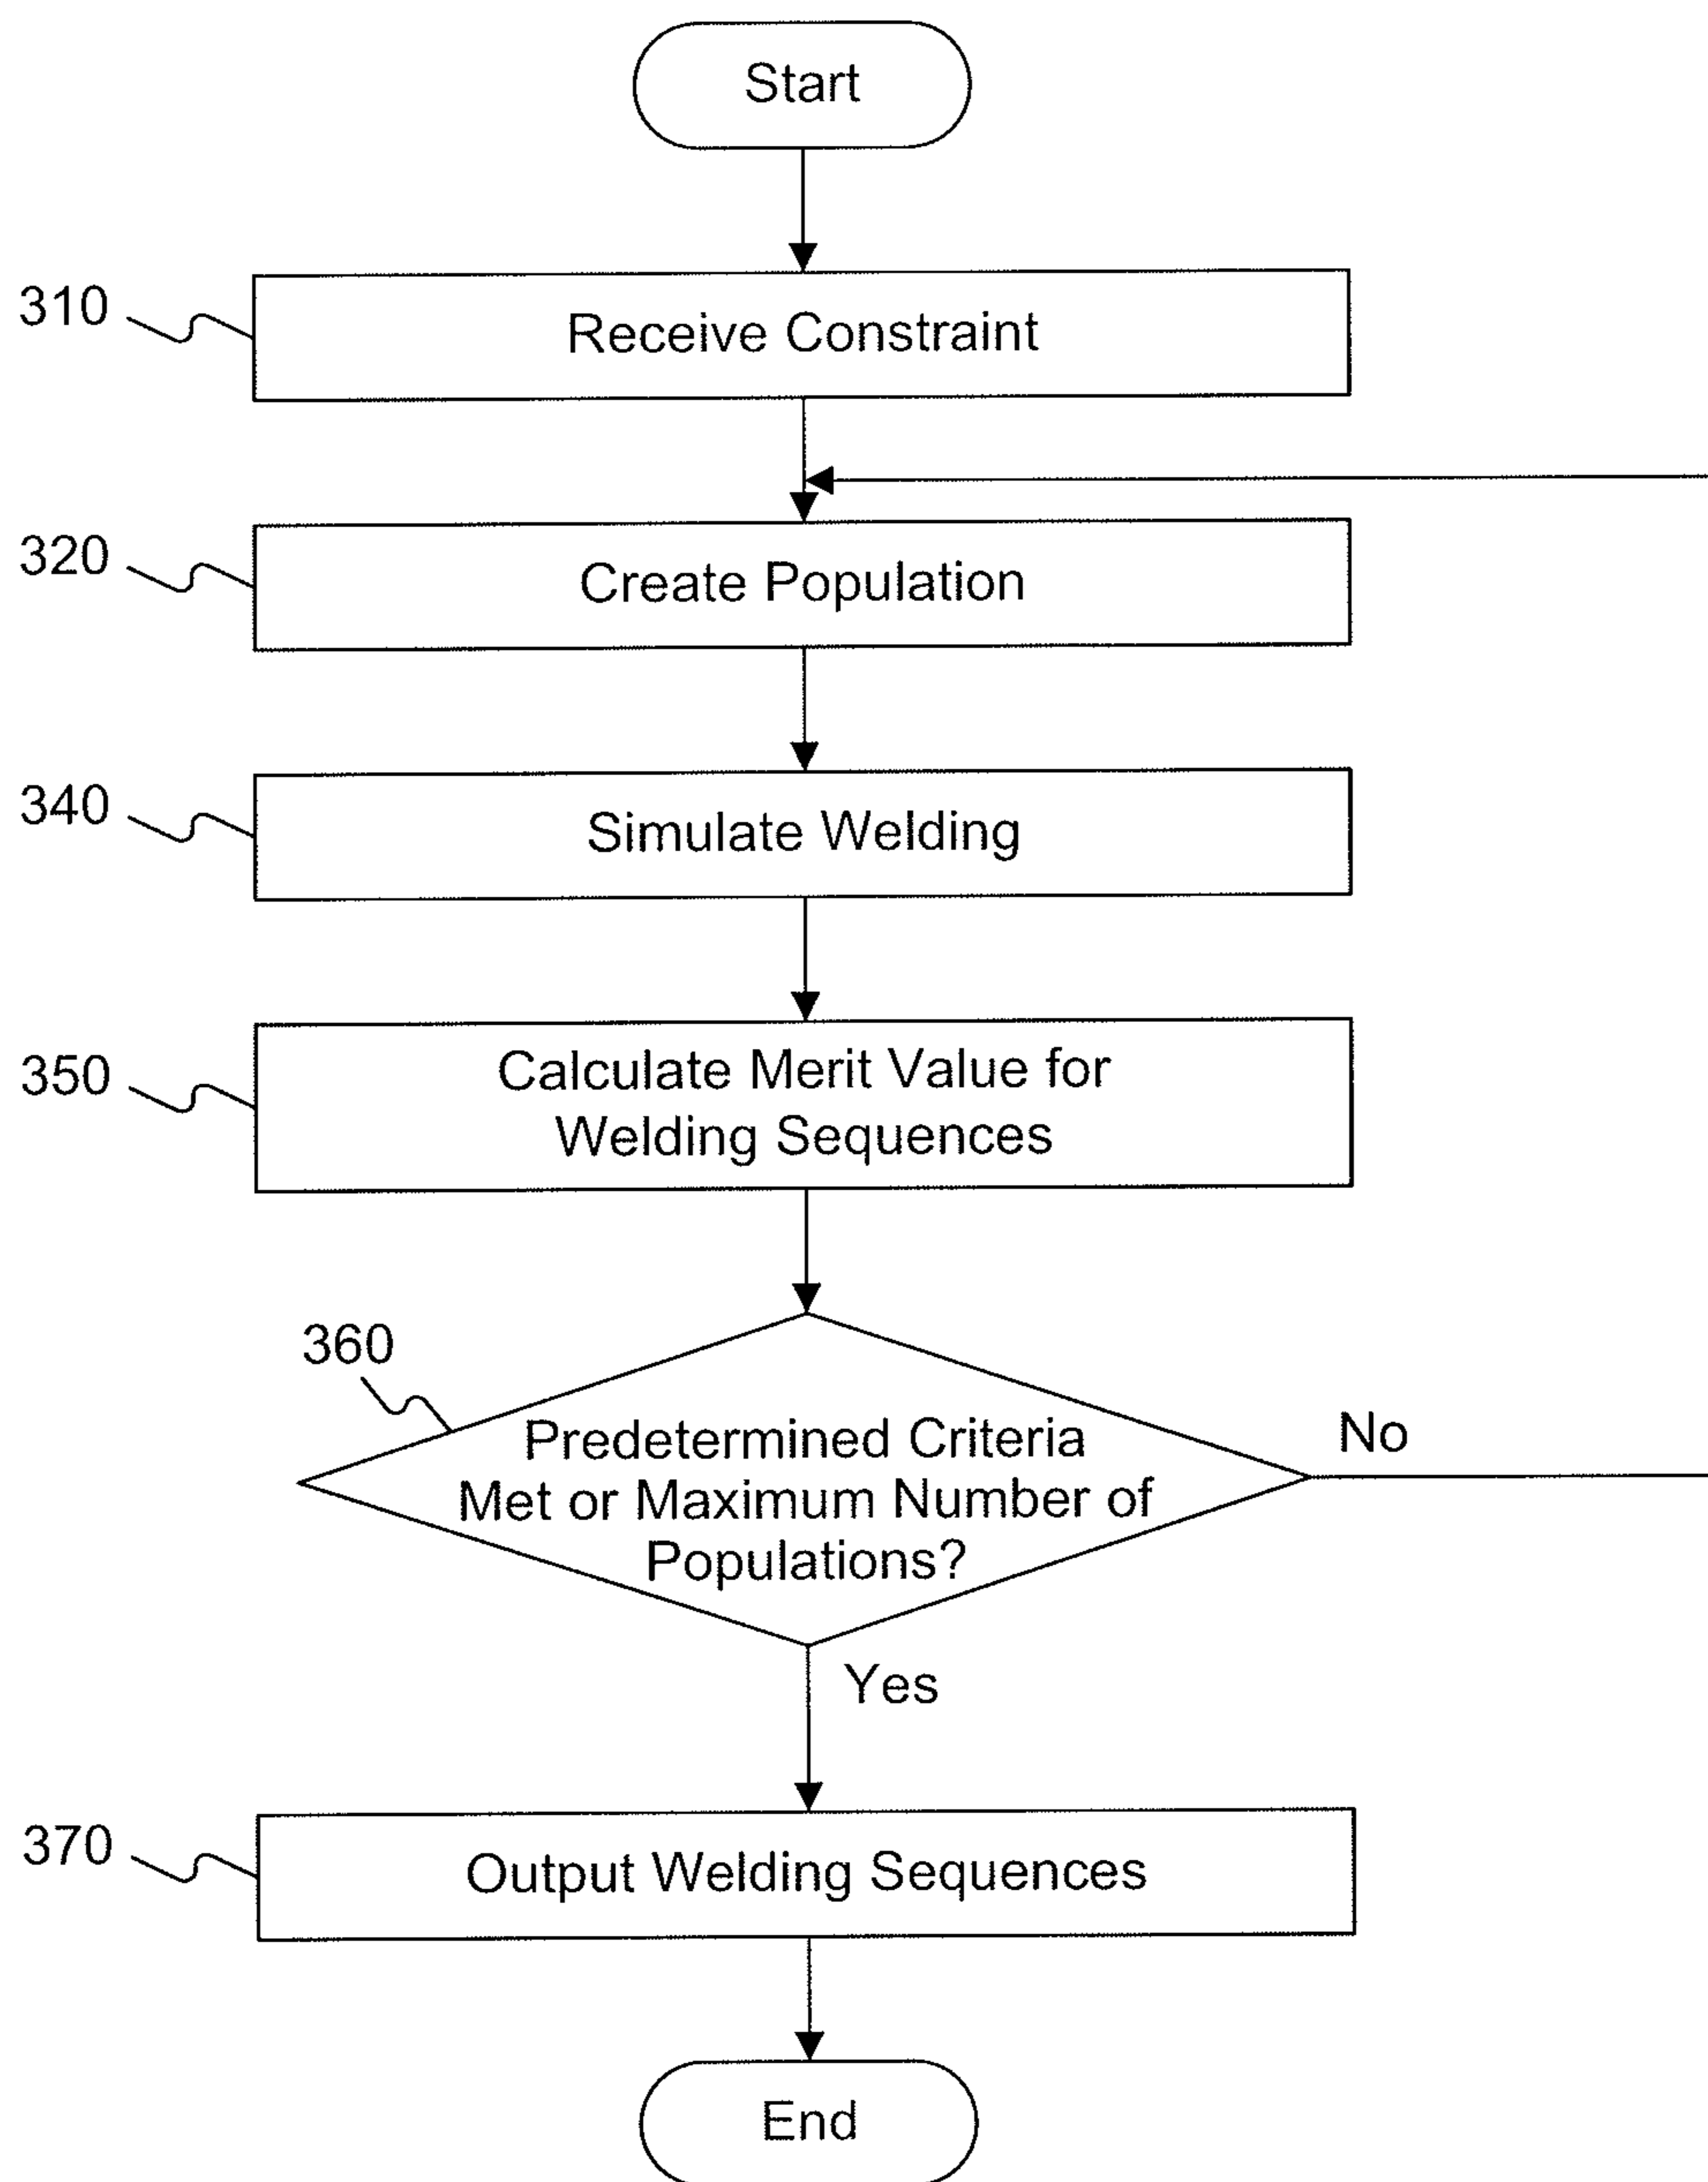 Start
310
Receive Constraint
320
Create Population
340
Simulate Welding
350
Calculate Merit Value for
Welding Sequences
360
Predetermined Criteria
Met or Maximum Number of
Populations?
No
Yes
370
Output Welding Sequences
End